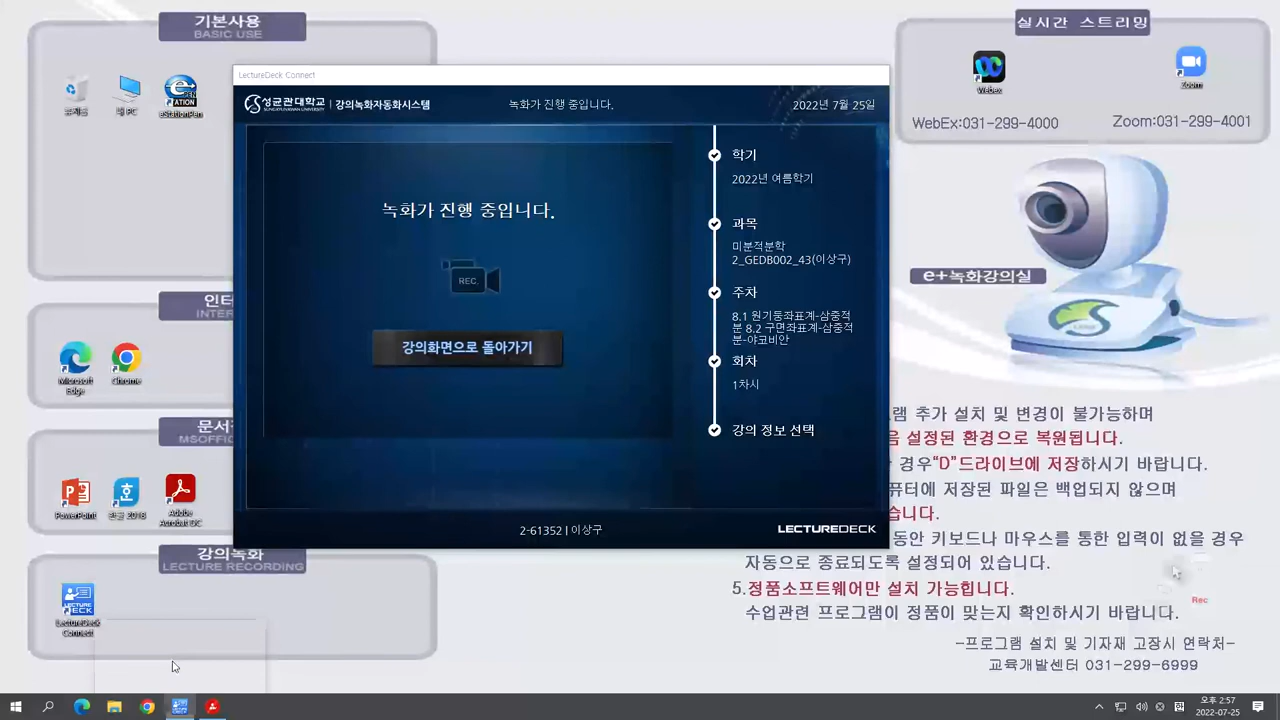 기본사용
BASIC USE
휴지통
내 PC
eStationPen
인터
INTER
Microsoft
Edge
Chrome
문서
MSOFFIC
PowerPoint
한글 2018
Adobe
Acrobat DC
강의녹화
LECTURE RECORDING
LECTURE
DECK
LectureDeck
Connect
LectureDeck Connect
성균관대학교
SUNGKYUNKWAN UNIVERSITY
강의녹화자동화시스템
녹화가 진행 중입니다.
2022년 7월 25일
녹화가 진행 중입니다.
REC
강의화면으로 돌아가기
학기
2022년 여름학기
과목
미분적분학
2_GEDB002_43(이상구)
주차
8.1 원기둥좌표계-삼중적
분 8.2 구면좌표계-삼중적
분-야코비안
회차
1차시
강의 정보 선택
2-61352 | 이상구
LECTUREDECK
실시간 스트리밍
Webex
Zoom
WebEx:031-299-4000
Zoom:031-299-4001
e+녹화강의실
램 추가 설치 및 변경이 불가능하며
음 설정된 환경으로 복원됩니다.
경우"D"드라이브에 저장하시기 바랍니다.
퓨터에 저장된 파일은 백업되지 않으며
습니다.
동안 키보드나 마우스를 통한 입력이 없을 경우
자동으로 종료되도록 설정되어 있습니다.
5.정품소프트웨어만 설치 가능힙니다.
수업관련 프로그램이 정품이 맞는지 확인하시기 바랍니다.
Rec
-프로그램 설치 및 기자재 고장시 연락처-
교육개발센터 031-299-6999
오후 2:57
2022-07-25